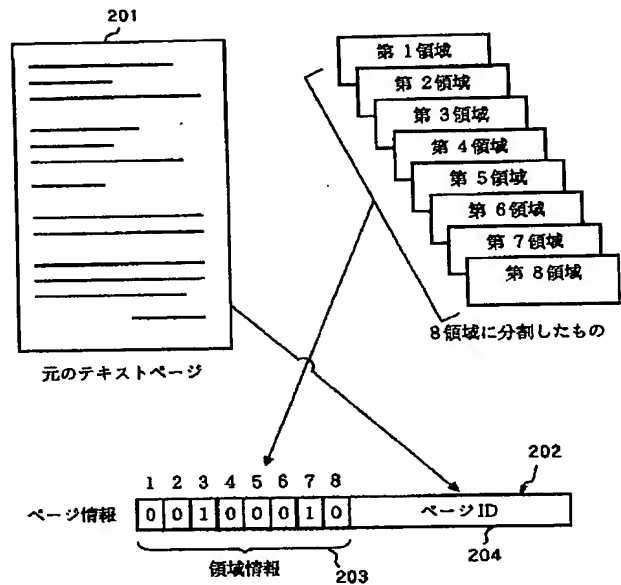 201
第 1領域
第 2領域
第 3領域
第 4領域
第 5領域
第 6領域
第 7領域
第 8領域
8領域に分割したもの
元のテキストページ
1 2 3 4 5 6 7 8
202
ページ情報 0 0 1 0 0 0 1 0 ページID
204
領域情報 203